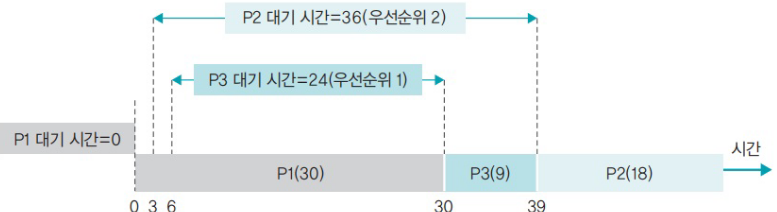 P2 대기 시간=36(우선순위 2)
P3 대기 시간=24(우선순위 1)
P1 대기 시간=0
시간
P1(30) P3(9) P2(18)
0 3 6 30 39